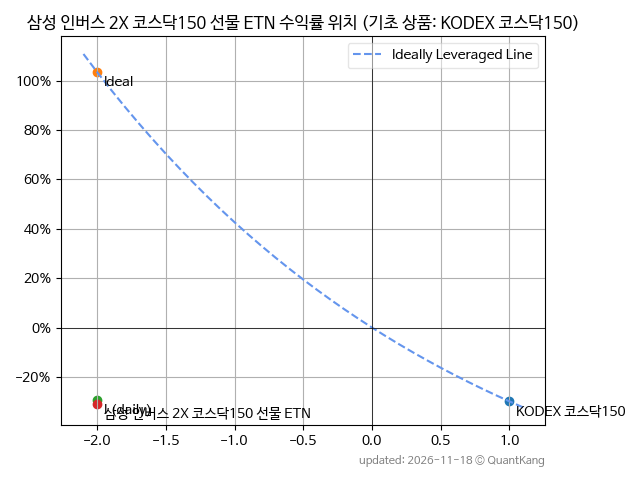 삼성 인버스 2X 코스닥150 선물 ETN 수익률 위치 (기초 상품: KODEX 코스닥150)
Ideally Leveraged Line
Ideal
100%
80%
60%
40%
20%
0%
−20%
(daily)
삼성 인버스 2X 코스닥150 선물 ETN
KODEX 코스닥150
−2.0
−1.5
−1.0
−0.5
0.0
0.5
1.0
updated: 2026-11-18 © QuantKang